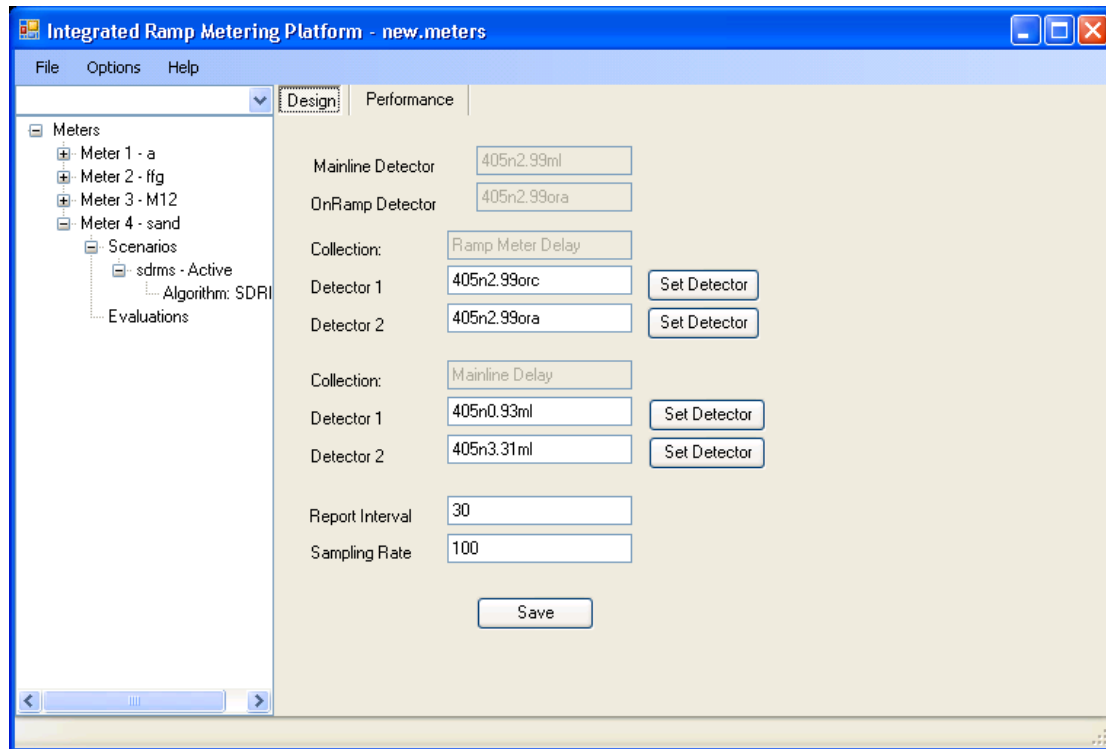 Integrated Ramp Metering Platform - new.meters
File Options Help
Design Performance
Meters
Meter 1 - a
Meter 2 - ffg
Meter 3 - M12
Meter 4 - sand
Scenarios
sdrms - Active
Algorithm: SDRI
Evaluations
Mainline Detector 405n2.99ml
OnRamp Detector 405n2.99ora
Collection: Ramp Meter Delay
Detector 1 405n2.99orc Set Detector
Detector 2 405n2.99ora Set Detector
Collection: Mainline Delay
Detector 1 405n0.93ml Set Detector
Detector 2 405n3.31ml Set Detector
Report Interval 30
Sampling Rate 100
Save